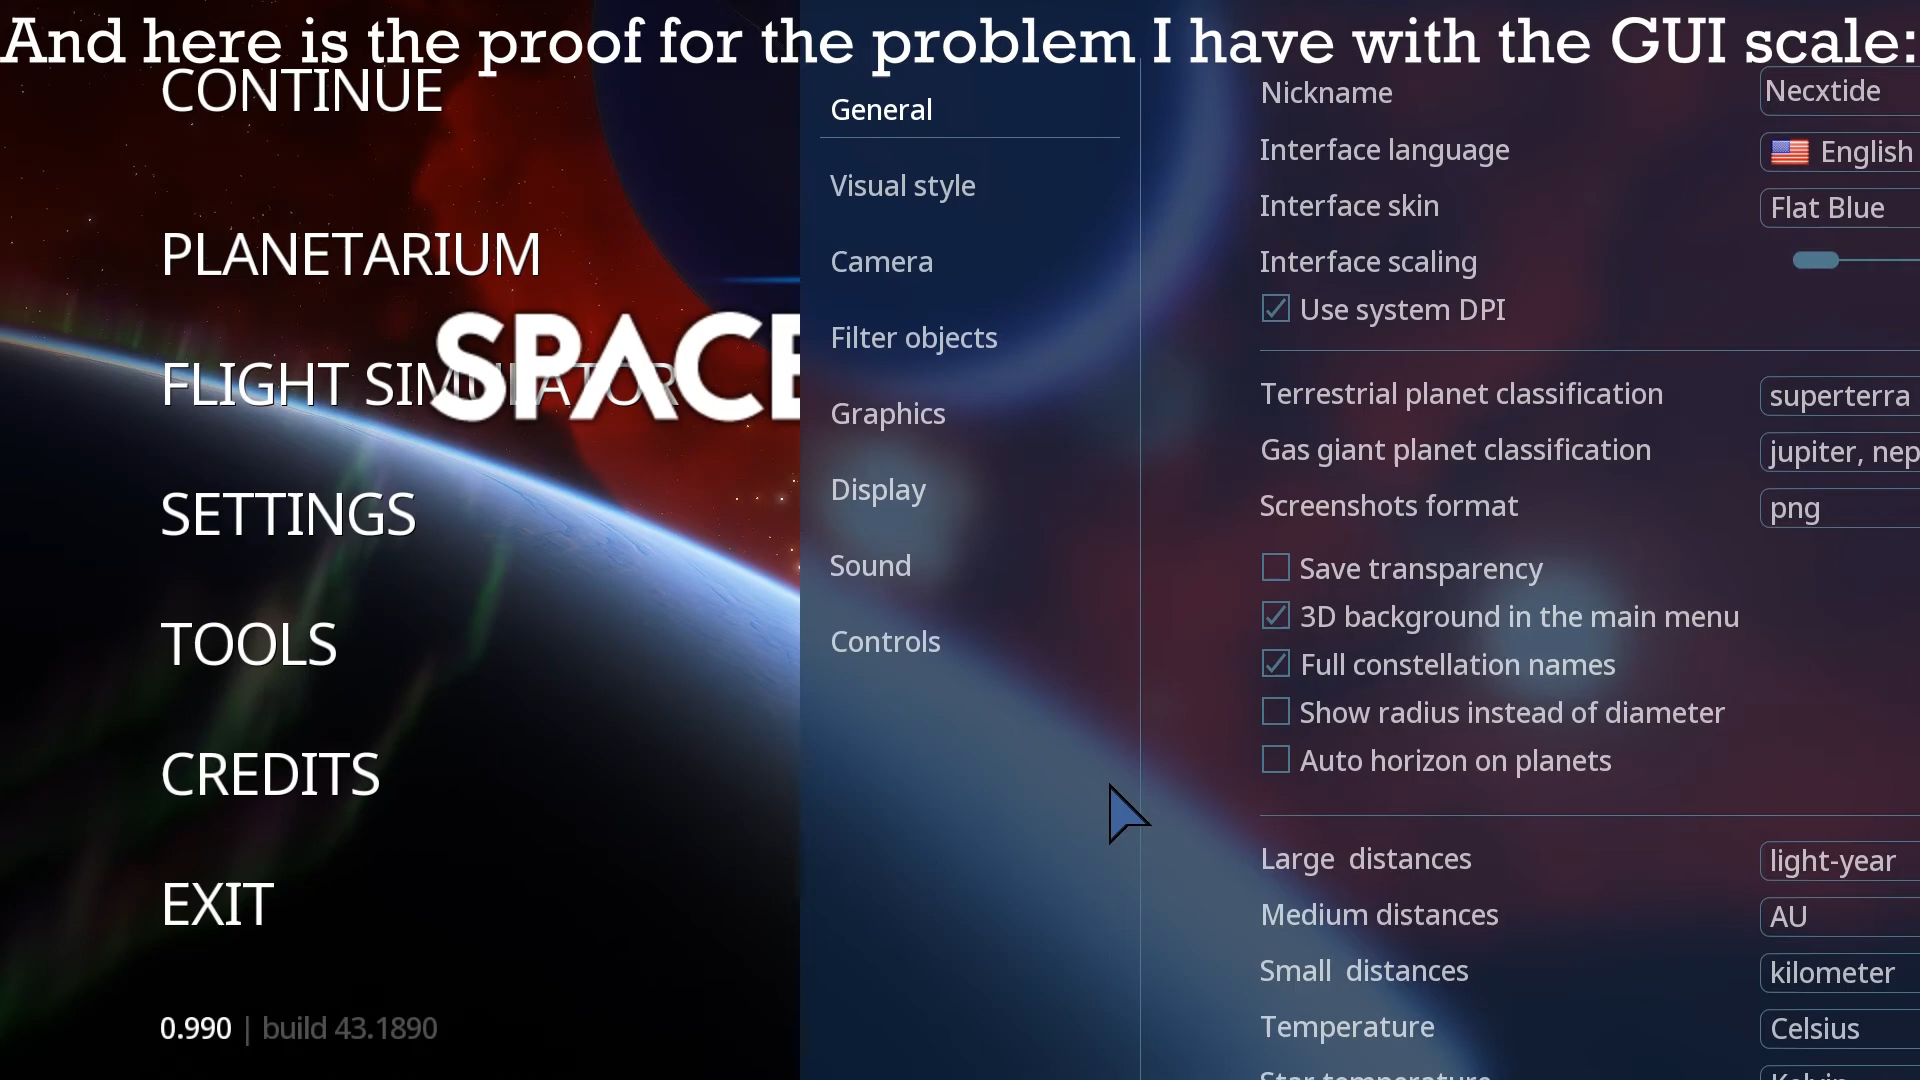 And here is the proof for the problem I have with the GUI scale:
CONTINUE
PLANETARIUM
FLIGHT SIMULATOR
SPACE
SETTINGS
TOOLS
CREDITS
EXIT
0.990 | build 43.1890
General
Visual style
Camera
Filter objects
Graphics
Display
Sound
Controls
Nickname
Necxtide
Interface language
English
Interface skin
Flat Blue
Interface scaling
Use system DPI
Terrestrial planet classification
superterra
Gas giant planet classification
jupiter, nep
Screenshots format
png
Save transparency
3D background in the main menu
Full constellation names
Show radius instead of diameter
Auto horizon on planets
Large distances
light-year
Medium distances
AU
Small distances
kilometer
Temperature
Celsius
Star temperature
Kelvin